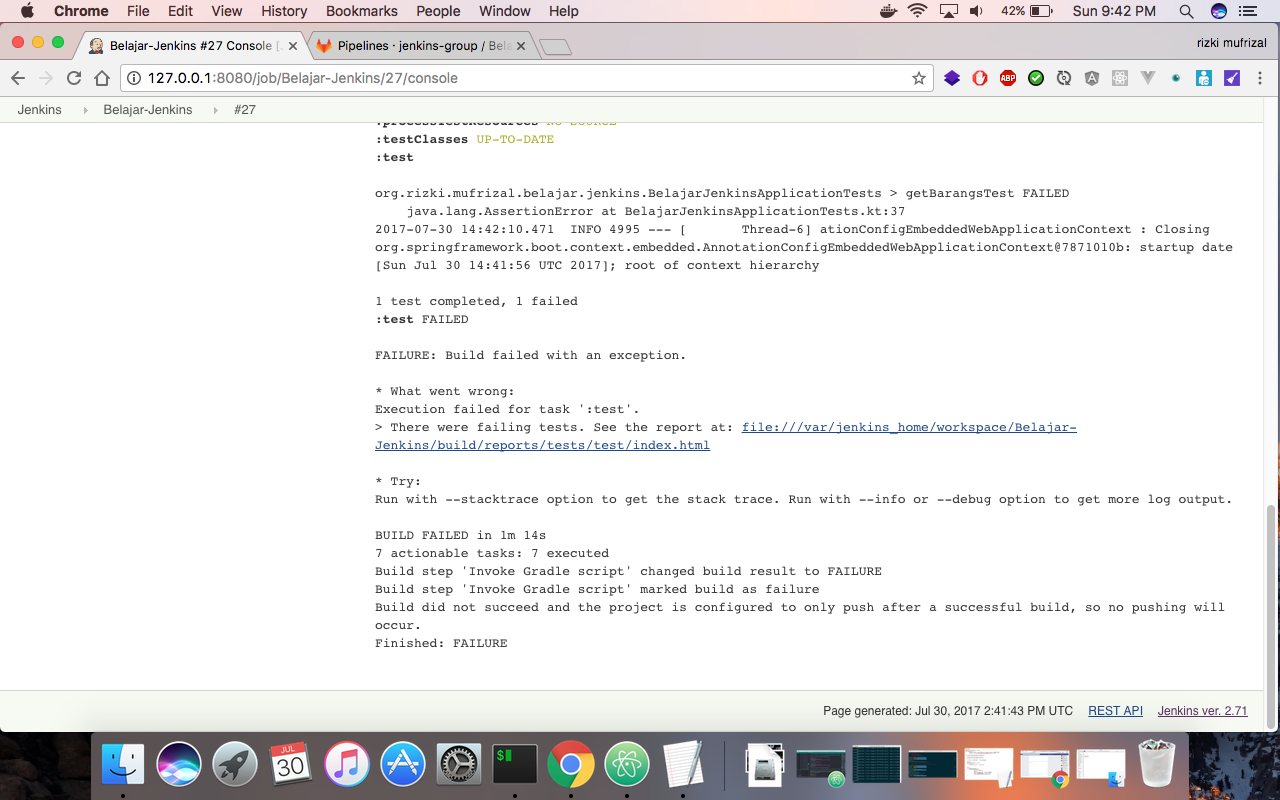 Chrome File Edit View History Bookmarks People Window Help 42% Sun 9:42 PM
Belajar-Jenkins #27 Console [ Pipelines · jenkins-group / Bela rizki mufrizal
127.0.0.1:8080/job/Belajar-Jenkins/27/console ABP
Jenkins Belajar-Jenkins #27
:processTestResources NO-SOURCE
:testClasses UP-TO-DATE
:test
org.rizki.mufrizal.belajar.jenkins.BelajarJenkinsApplicationTests > getBarangsTest FAILED
java.lang.AssertionError at BelajarJenkinsApplicationTests.kt:37
2017-07-30 14:42:10.471  INFO 4995 --- [       Thread-6] ationConfigEmbeddedWebApplicationContext : Closing
org.springframework.boot.context.embedded.AnnotationConfigEmbeddedWebApplicationContext@7871010b: startup date
[Sun Jul 30 14:41:56 UTC 2017]; root of context hierarchy
1 test completed, 1 failed
:test FAILED
FAILURE: Build failed with an exception.
* What went wrong:
Execution failed for task ':test'.
> There were failing tests. See the report at: file:///var/jenkins_home/workspace/Belajar-
Jenkins/build/reports/tests/test/index.html
* Try:
Run with --stacktrace option to get the stack trace. Run with --info or --debug option to get more log output.
BUILD FAILED in 1m 14s
7 actionable tasks: 7 executed
Build step 'Invoke Gradle script' changed build result to FAILURE
Build step 'Invoke Gradle script' marked build as failure
Build did not succeed and the project is configured to only push after a successful build, so no pushing will
occur.
Finished: FAILURE
Page generated: Jul 30, 2017 2:41:43 PM UTC REST API Jenkins ver. 2.71
JUL
30
$